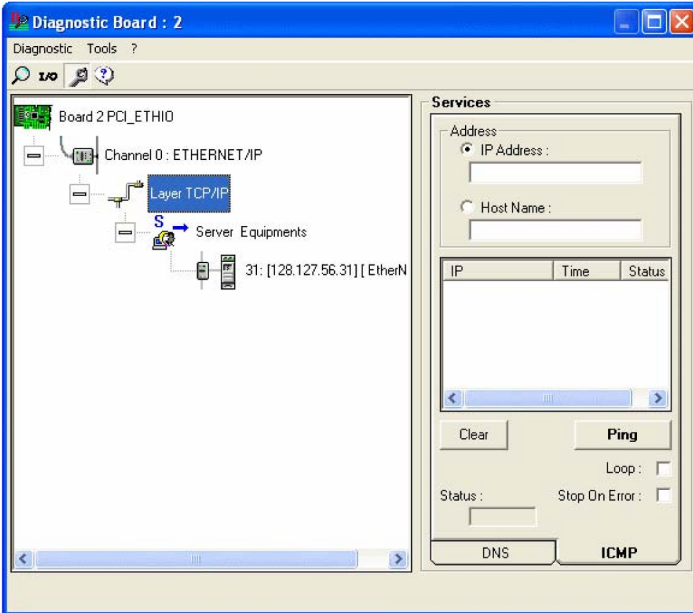 Diagnostic Board : 2
Diagnostic Tools ?
I/O
Board 2 PCI_ETHIO
Channel 0 : ETHERNET/IP
Layer TCP/IP
S
Server Equipments
31: [128.127.56.31] [ EtherN
Services
Address
IP Address :
Host Name :
IP Time Status
Clear Ping
Loop :
Status : Stop On Error :
DNS ICMP